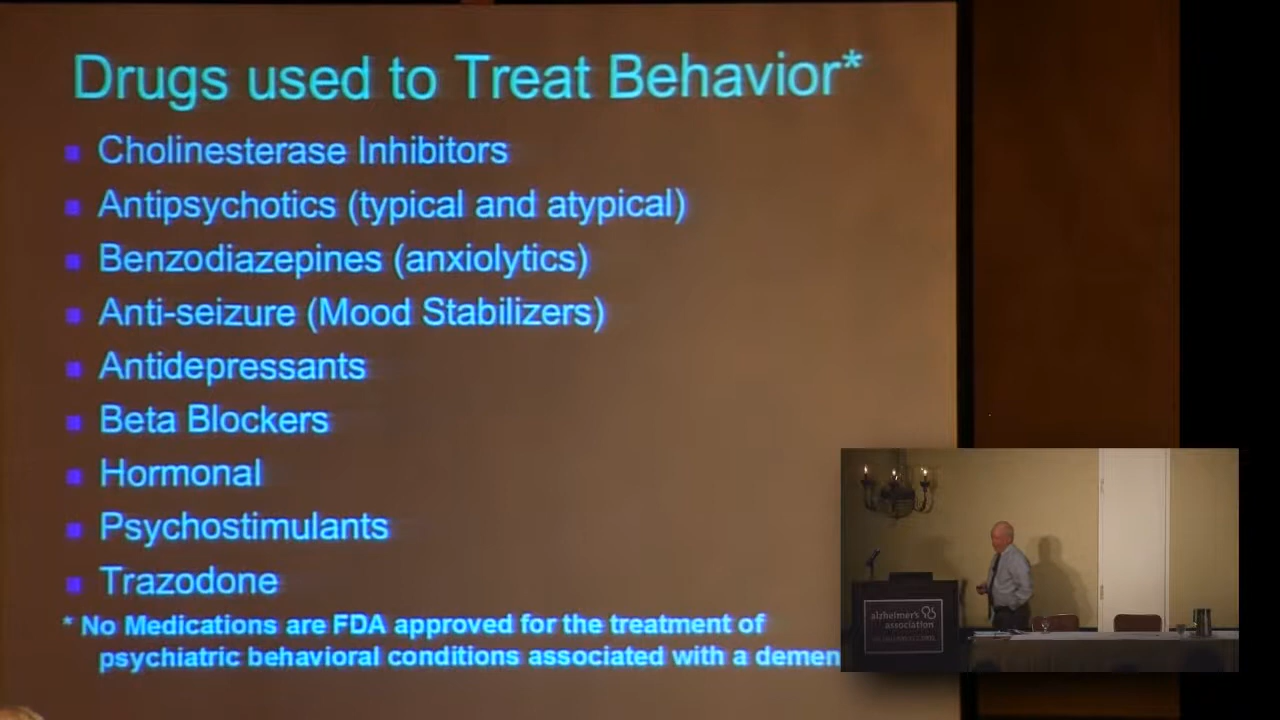 Drugs used to Treat Behavior*
Cholinesterase Inhibitors
Antipsychotics (typical and atypical)
Benzodiazepines (anxiolytics)
Anti-seizure (Mood Stabilizers)
Antidepressants
Beta Blockers
Hormonal
Psychostimulants
Trazodone
* No Medications are FDA approved for the treatment of
psychiatric behavioral conditions associated with a demen
alzheimer's
association